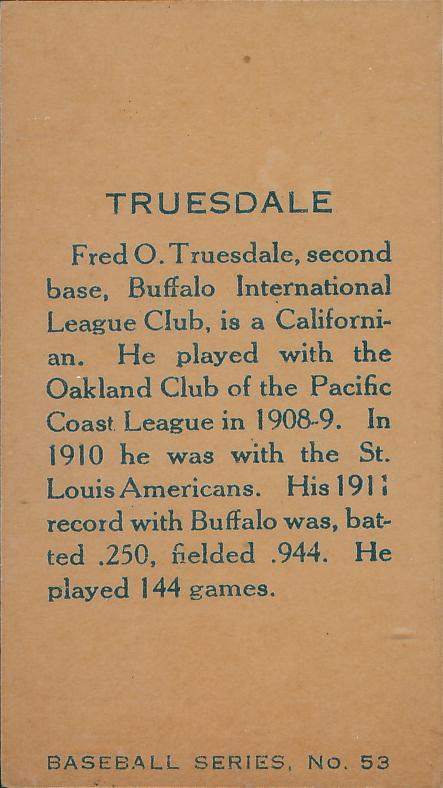 TRUESDALE
Fred O. Truesdale, second
base, Buffalo International
League Club, is a Californi-
an. He played with the
Oakland Club of the Pacific
Coast League in 1908-9. In
1910 he was with the St.
Louis Americans. His 1911
record with Buffalo was, bat-
ted .250, fielded .944. He
played 144 games.
BASEBALL SERIES, No. 53